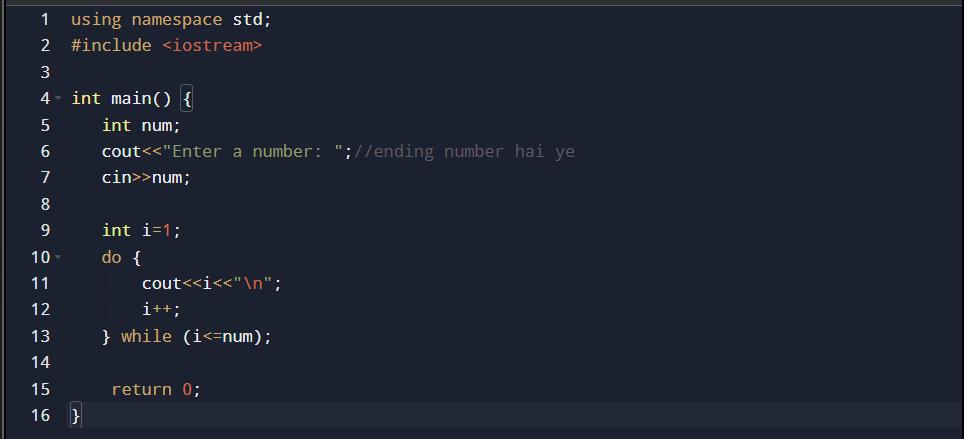 1 using namespace std;
2 #include <iostream>
3
4 int main() {
5    int num;
6    cout<<"Enter a number: ";//ending number hai ye
7    cin>>num;
8
9    int i=1;
10    do {
11        cout<<i<<"\n";
12        i++;
13    } while (i<=num);
14
15     return 0;
16 }